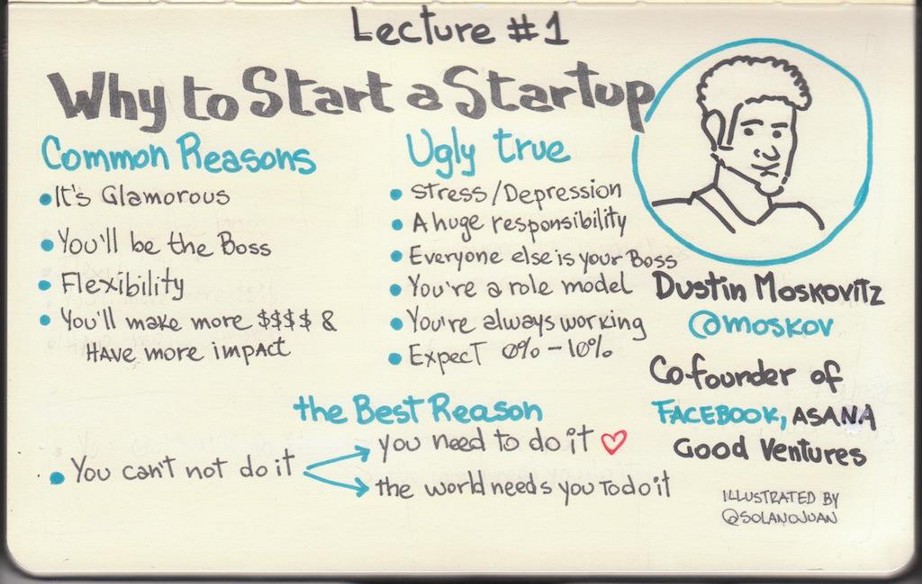 Lecture #1
Why to Start a Startup
Common Reasons
• It's Glamorous
• You'll be the Boss
• Flexibility
• You'll make more $$$$ &
Have more impact
Ugly true
• Stress/Depression
• A huge responsibility
• Everyone else is your Boss
• You're a role model
• You're always working
• Expect 0% - 10%
Dustin Moskovitz
@moskov
Cofounder of
FACEBOOK, ASANA
Good Ventures
the Best Reason
• You can't not do it
you need to do it
the world needs you To do it
ILLUSTRATED BY
@SOLANOJUAN